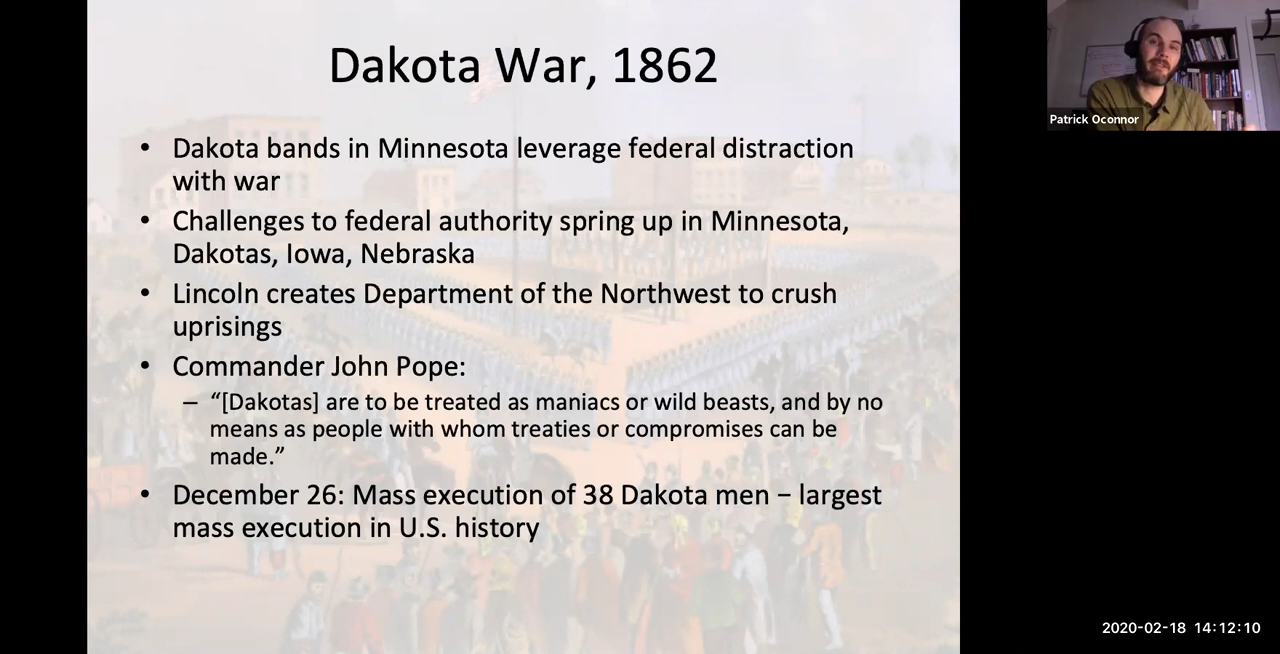 Dakota War, 1862
• Dakota bands in Minnesota leverage federal distraction
with war
• Challenges to federal authority spring up in Minnesota,
Dakotas, Iowa, Nebraska
• Lincoln creates Department of the Northwest to crush
uprisings
• Commander John Pope:
– “[Dakotas] are to be treated as maniacs or wild beasts, and by no
means as people with whom treaties or compromises can be
made.”
• December 26: Mass execution of 38 Dakota men – largest
mass execution in U.S. history
Patrick Oconnor
2020-02-18 14:12:10